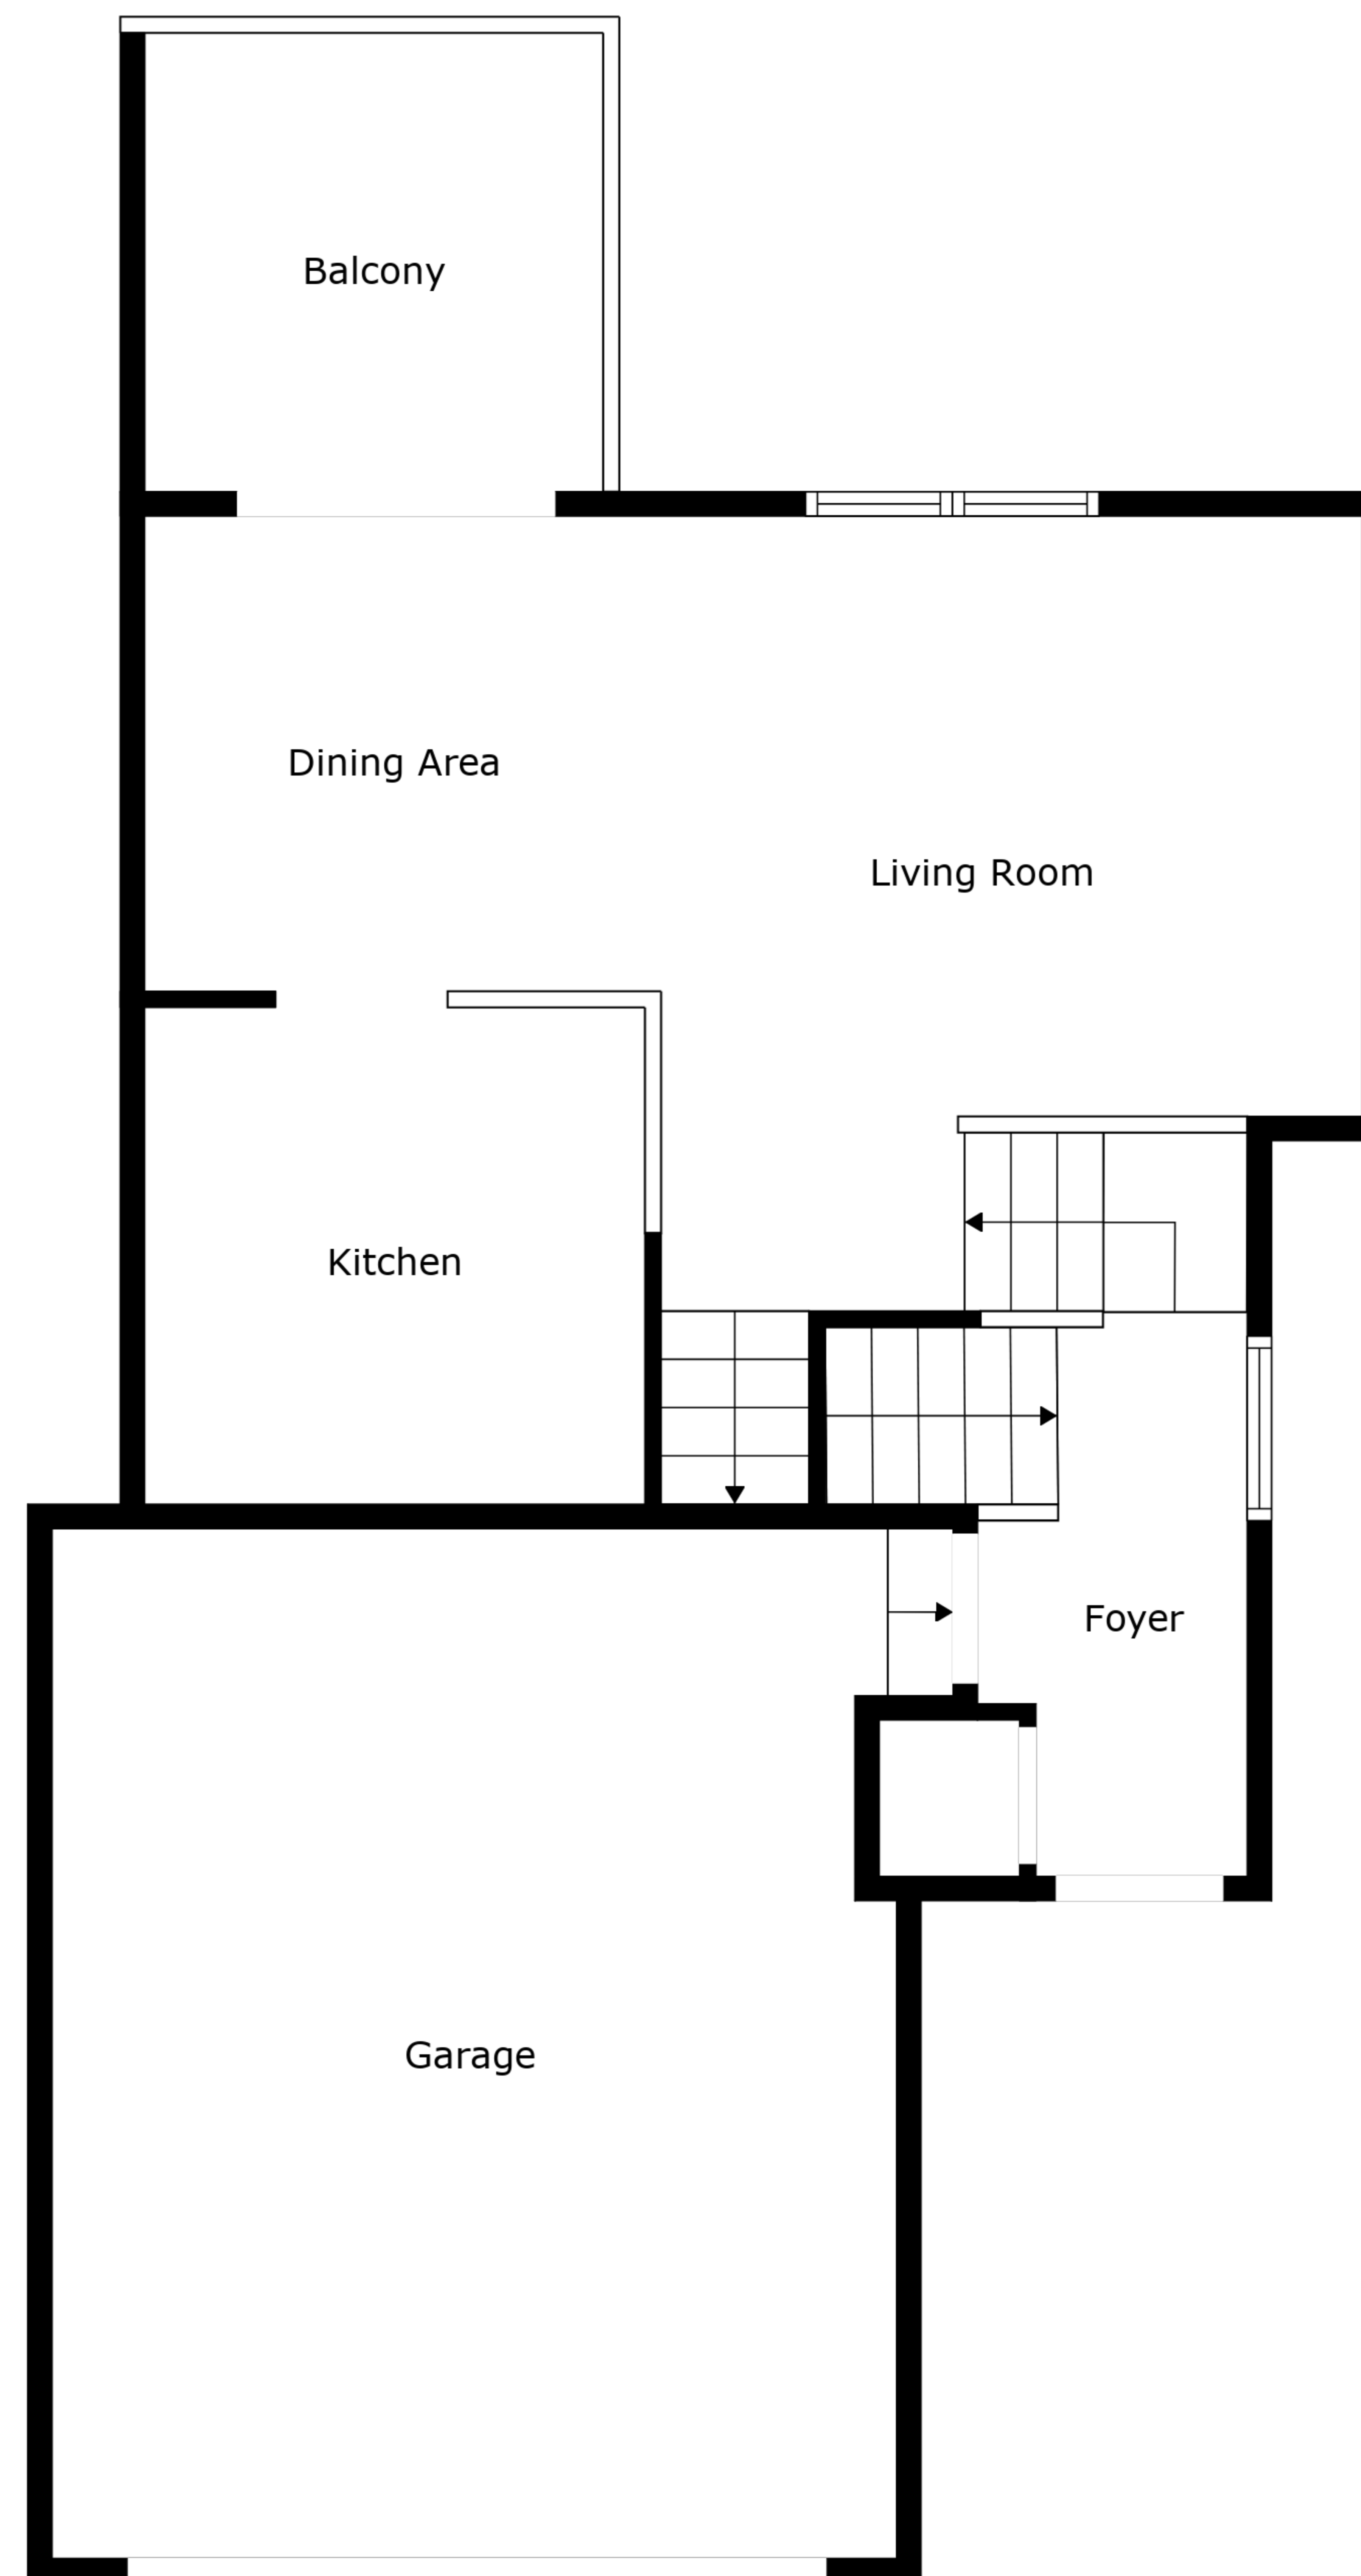 Balcony
Dining Area
Living Room
Kitchen
Foyer
Garage